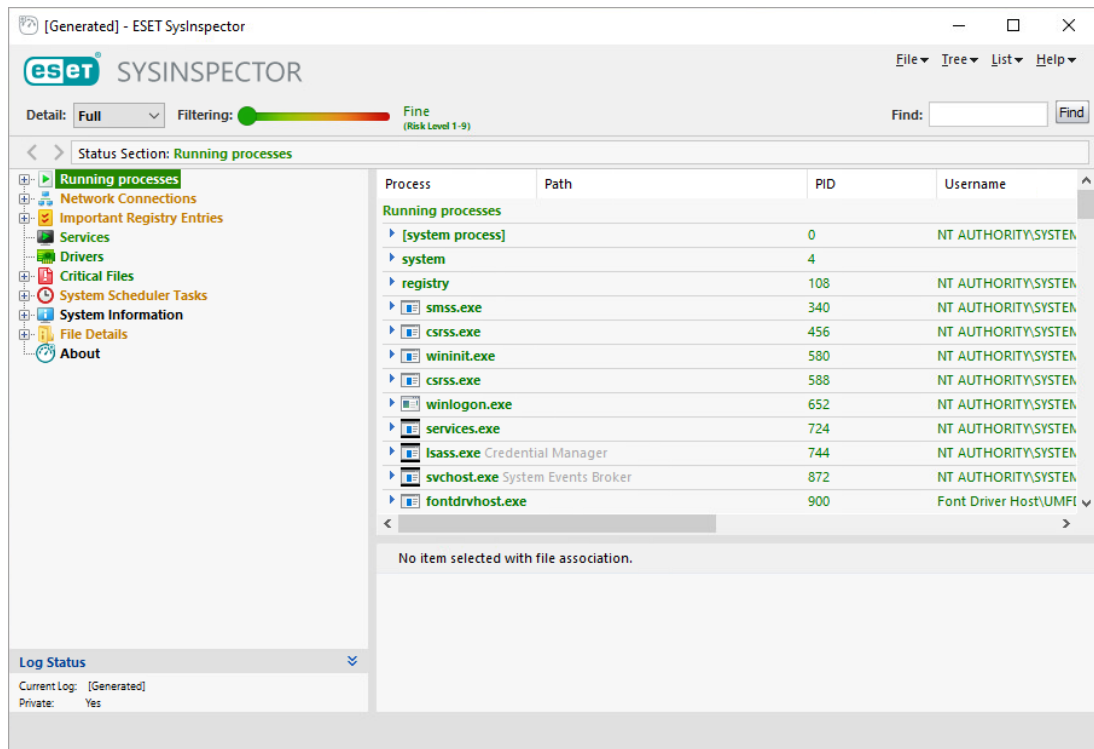 [Generated] - ESET SysInspector
eseT® SYSINSPECTOR
File Tree List Help
Detail: Full Filtering: Fine
(Risk Level 1-9)
Find: Find
Status Section: Running processes
Running processes
Network Connections
Important Registry Entries
Services
Drivers
Critical Files
System Scheduler Tasks
System Information
File Details
About
Process Path PID Username
Running processes
[system process] 0 NT AUTHORITY\SYSTEM
system 4
registry 108 NT AUTHORITY\SYSTEM
smss.exe 340 NT AUTHORITY\SYSTEM
csrss.exe 456 NT AUTHORITY\SYSTEM
wininit.exe 580 NT AUTHORITY\SYSTEM
csrss.exe 588 NT AUTHORITY\SYSTEM
winlogon.exe 652 NT AUTHORITY\SYSTEM
services.exe 724 NT AUTHORITY\SYSTEM
lsass.exe Credential Manager 744 NT AUTHORITY\SYSTEM
svchost.exe System Events Broker 872 NT AUTHORITY\SYSTEM
fontdrvhost.exe 900 Font Driver Host\UMF
No item selected with file association.
Log Status
Current Log: [Generated]
Private: Yes